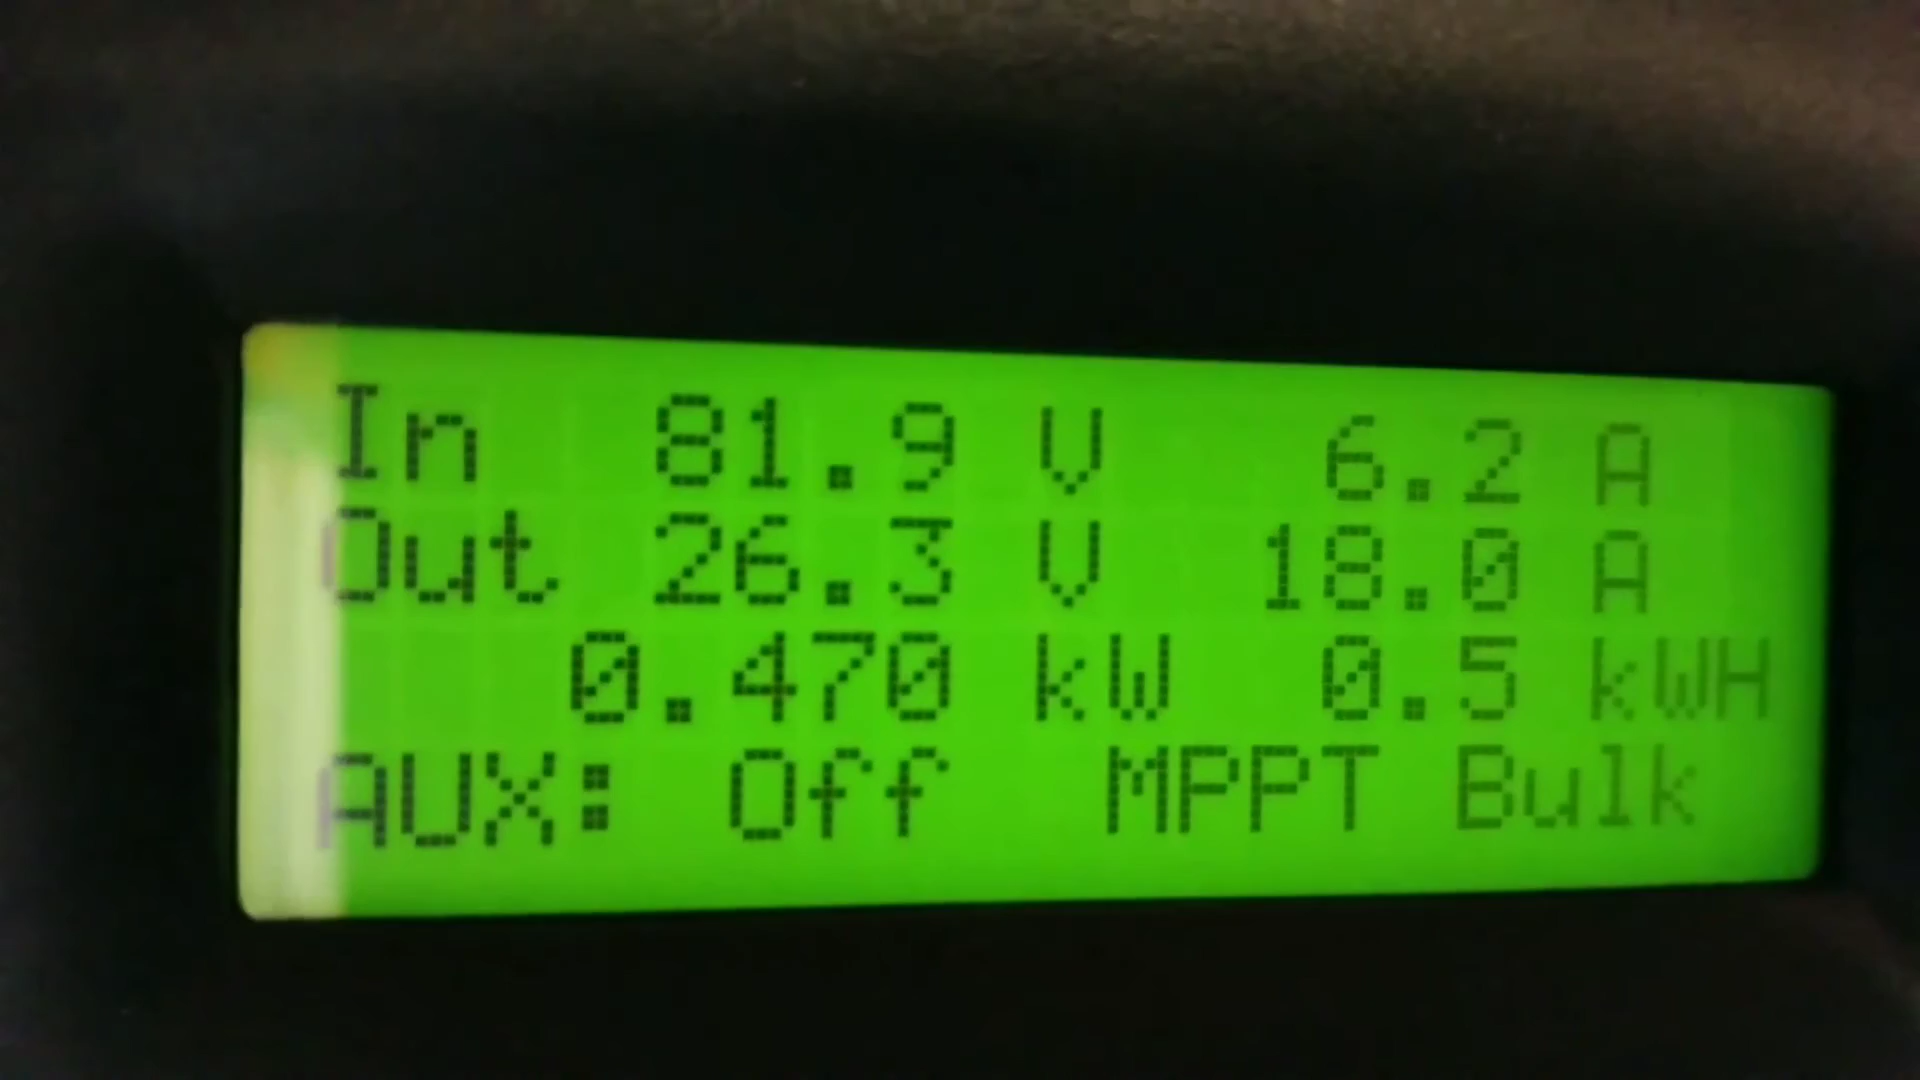 In 81.9 V 6.2 A
Out 26.3 V 18.0 A
0.470 kW 0.5 kWH
AUX: Off MPPT Bulk